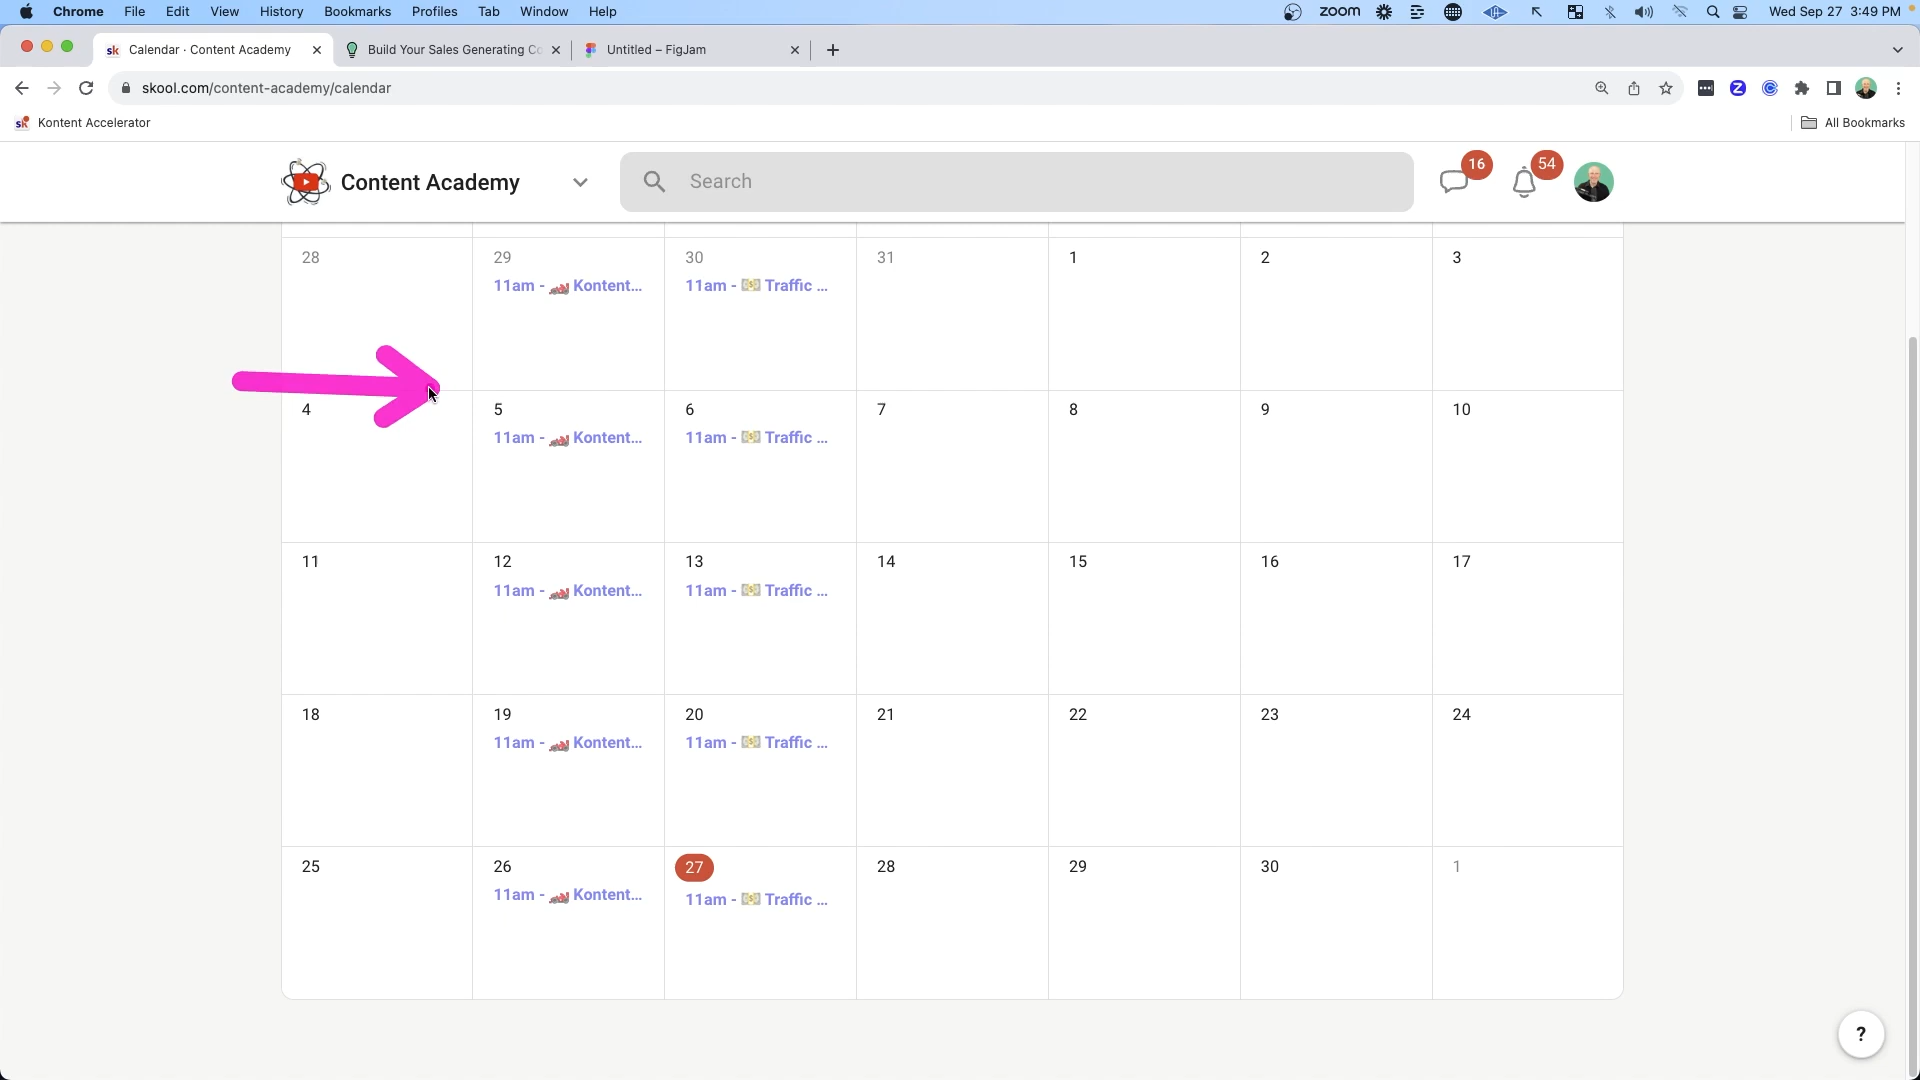 Chrome File Edit View History Bookmarks Profiles Tab Window Help zoom Wed Sep 27 3:49 PM
sk Calendar · Content Academy Build Your Sales Generating Co Untitled – FigJam
skool.com/content-academy/calendar
sk Kontent Accelerator All Bookmarks
Content Academy Search 16 54
28 29 30 31 1 2 3
11am - 🏎️ Kontent... 11am - 💵 Traffic ...
4 5 6 7 8 9 10
11am - 🏎️ Kontent... 11am - 💵 Traffic ...
11 12 13 14 15 16 17
11am - 🏎️ Kontent... 11am - 💵 Traffic ...
18 19 20 21 22 23 24
11am - 🏎️ Kontent... 11am - 💵 Traffic ...
25 26 27 28 29 30 1
11am - 🏎️ Kontent... 11am - 💵 Traffic ...
?